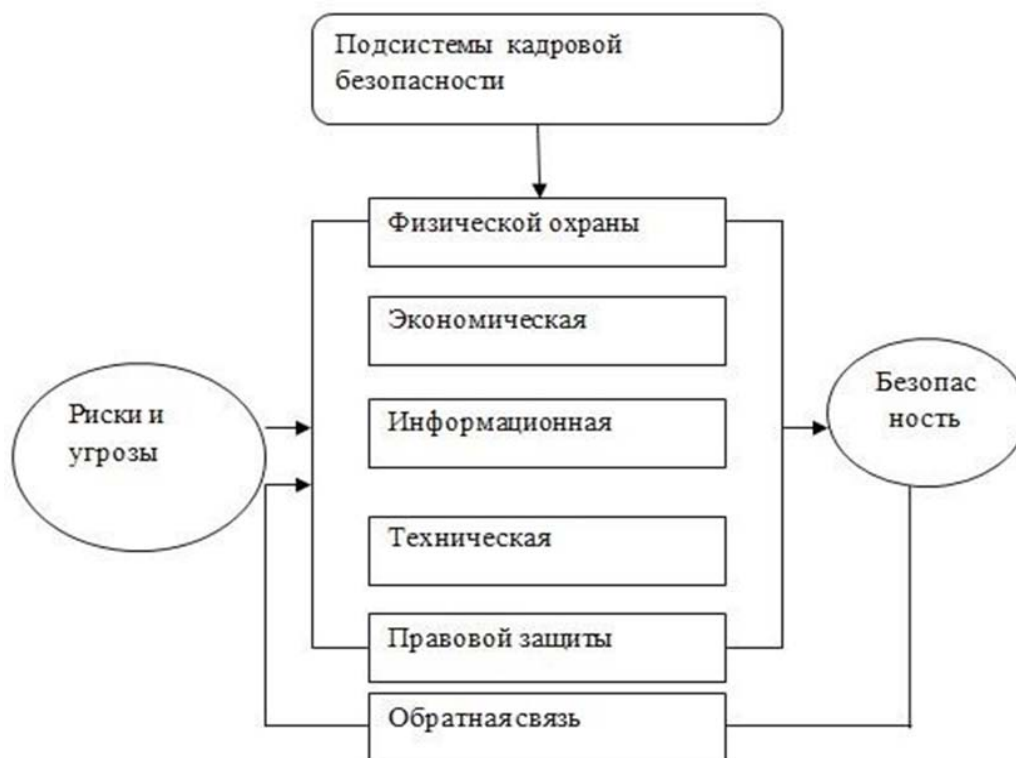 Подсистемы кадровой
безопасности
Физической охраны
Экономическая
Риски и
угрозы
Информационная
Безопас
ность
Техническая
Правовой защиты
Обратная связь